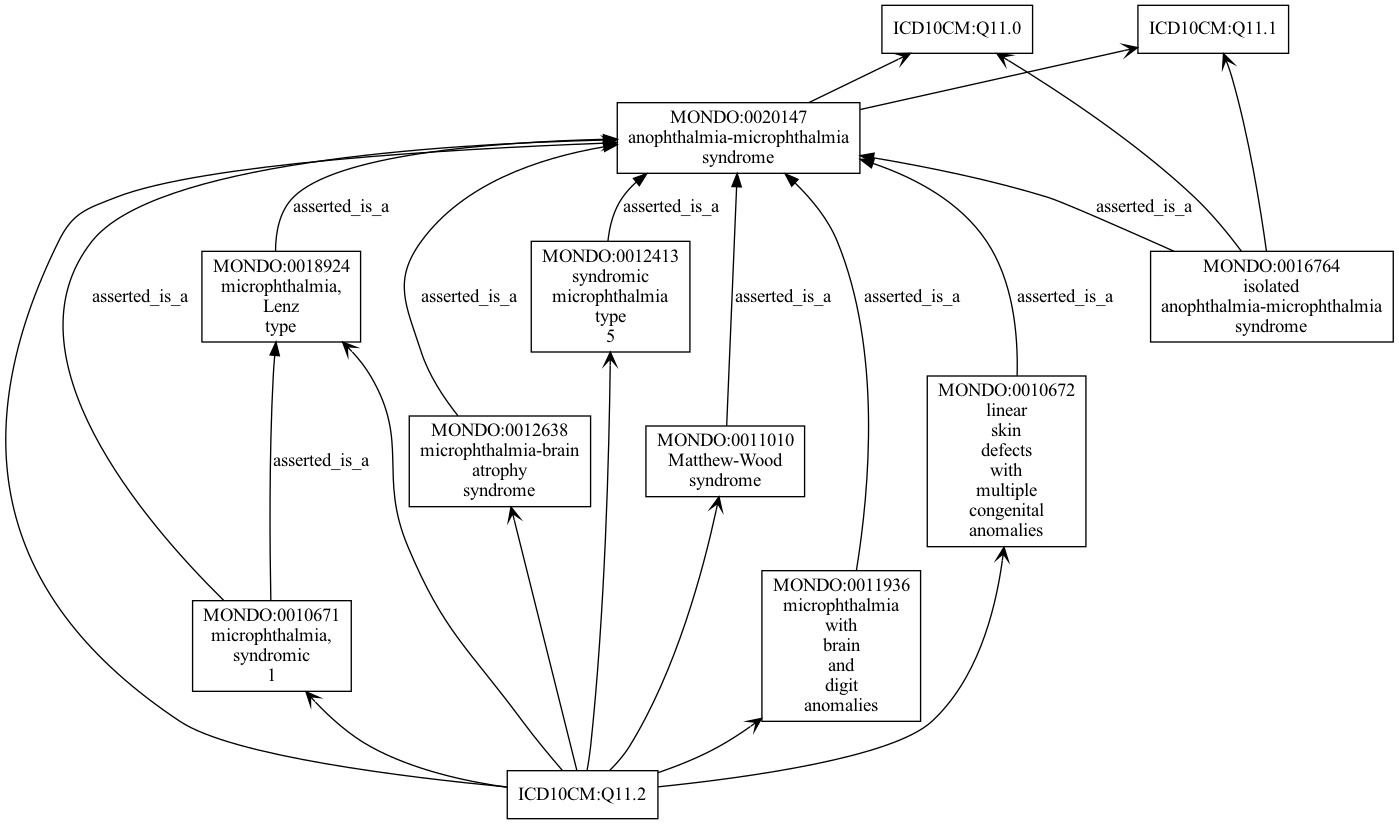 ICD10CM:Q11.0
ICD10CM:Q11.1
MONDO:0020147
anophthalmia-microphthalmia
syndrome
asserted_is_a
asserted_is_a
asserted_is_a
MONDO:0018924
microphthalmia,
Lenz
type
MONDO:0012413
syndromic
microphthalmia
type
5
MONDO:0016764
isolated
anophthalmia-microphthalmia
syndrome
asserted_is_a
asserted_is_a
asserted_is_a
asserted_is_a
asserted_is_a
MONDO:0012638
microphthalmia-brain
atrophy
syndrome
MONDO:0011010
Matthew-Wood
syndrome
MONDO:0010672
linear
skin
defects
with
multiple
congenital
anomalies
asserted_is_a
MONDO:0010671
microphthalmia,
syndromic
1
MONDO:0011936
microphthalmia
with
brain
and
digit
anomalies
ICD10CM:Q11.2